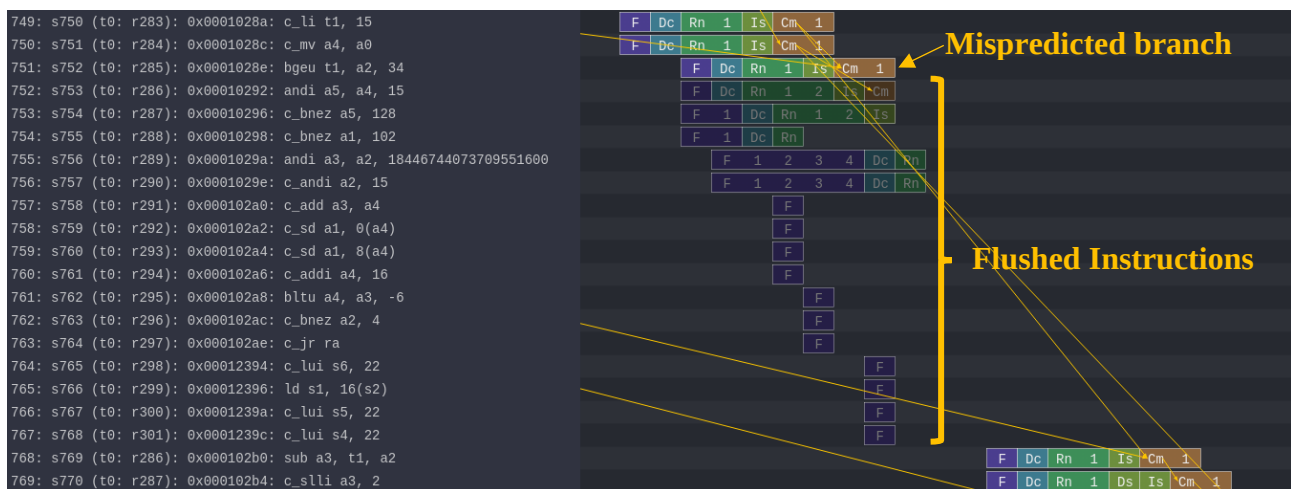 749: s750 (t0: r283): 0x0001028a: c_li t1, 15 F Dc Rn 1 Is Cm 1
750: s751 (t0: r284): 0x0001028c: c_mv a4, a0 F Dc Rn 1 Is Cm 1
Mispredicted branch
751: s752 (t0: r285): 0x0001028e: bgeu t1, a2, 34 F Dc Rn 1 Is Cm 1
752: s753 (t0: r286): 0x00010292: andi a5, a4, 15 F Dc Rn 1 2 Is Cm
753: s754 (t0: r287): 0x00010296: c_bnez a5, 128 F 1 Dc Rn 1 2 Is
754: s755 (t0: r288): 0x00010298: c_bnez a1, 102 F 1 Dc Rn
755: s756 (t0: r289): 0x0001029a: andi a3, a2, 18446744073709551600 F 1 2 3 4 Dc Rn
756: s757 (t0: r290): 0x0001029e: c_andi a2, 15 F 1 2 3 4 Dc Rn
757: s758 (t0: r291): 0x000102a0: c_add a3, a4 F
758: s759 (t0: r292): 0x000102a2: c_sd a1, 0(a4) F
759: s760 (t0: r293): 0x000102a4: c_sd a1, 8(a4) F
Flushed Instructions
760: s761 (t0: r294): 0x000102a6: c_addi a4, 16 F
761: s762 (t0: r295): 0x000102a8: bltu a4, a3, -6 F
762: s763 (t0: r296): 0x000102ac: c_bnez a2, 4 F
763: s764 (t0: r297): 0x000102ae: c_jr ra F
764: s765 (t0: r298): 0x00012394: c_lui s6, 22 F
765: s766 (t0: r299): 0x00012396: ld s1, 16(s2) F
766: s767 (t0: r300): 0x0001239a: c_lui s5, 22 F
767: s768 (t0: r301): 0x0001239c: c_lui s4, 22 F
768: s769 (t0: r286): 0x000102b0: sub a3, t1, a2 F Dc Rn 1 Is Cm 1
769: s770 (t0: r287): 0x000102b4: c_slli a3, 2 F Dc Rn 1 Ds Is Cm 1